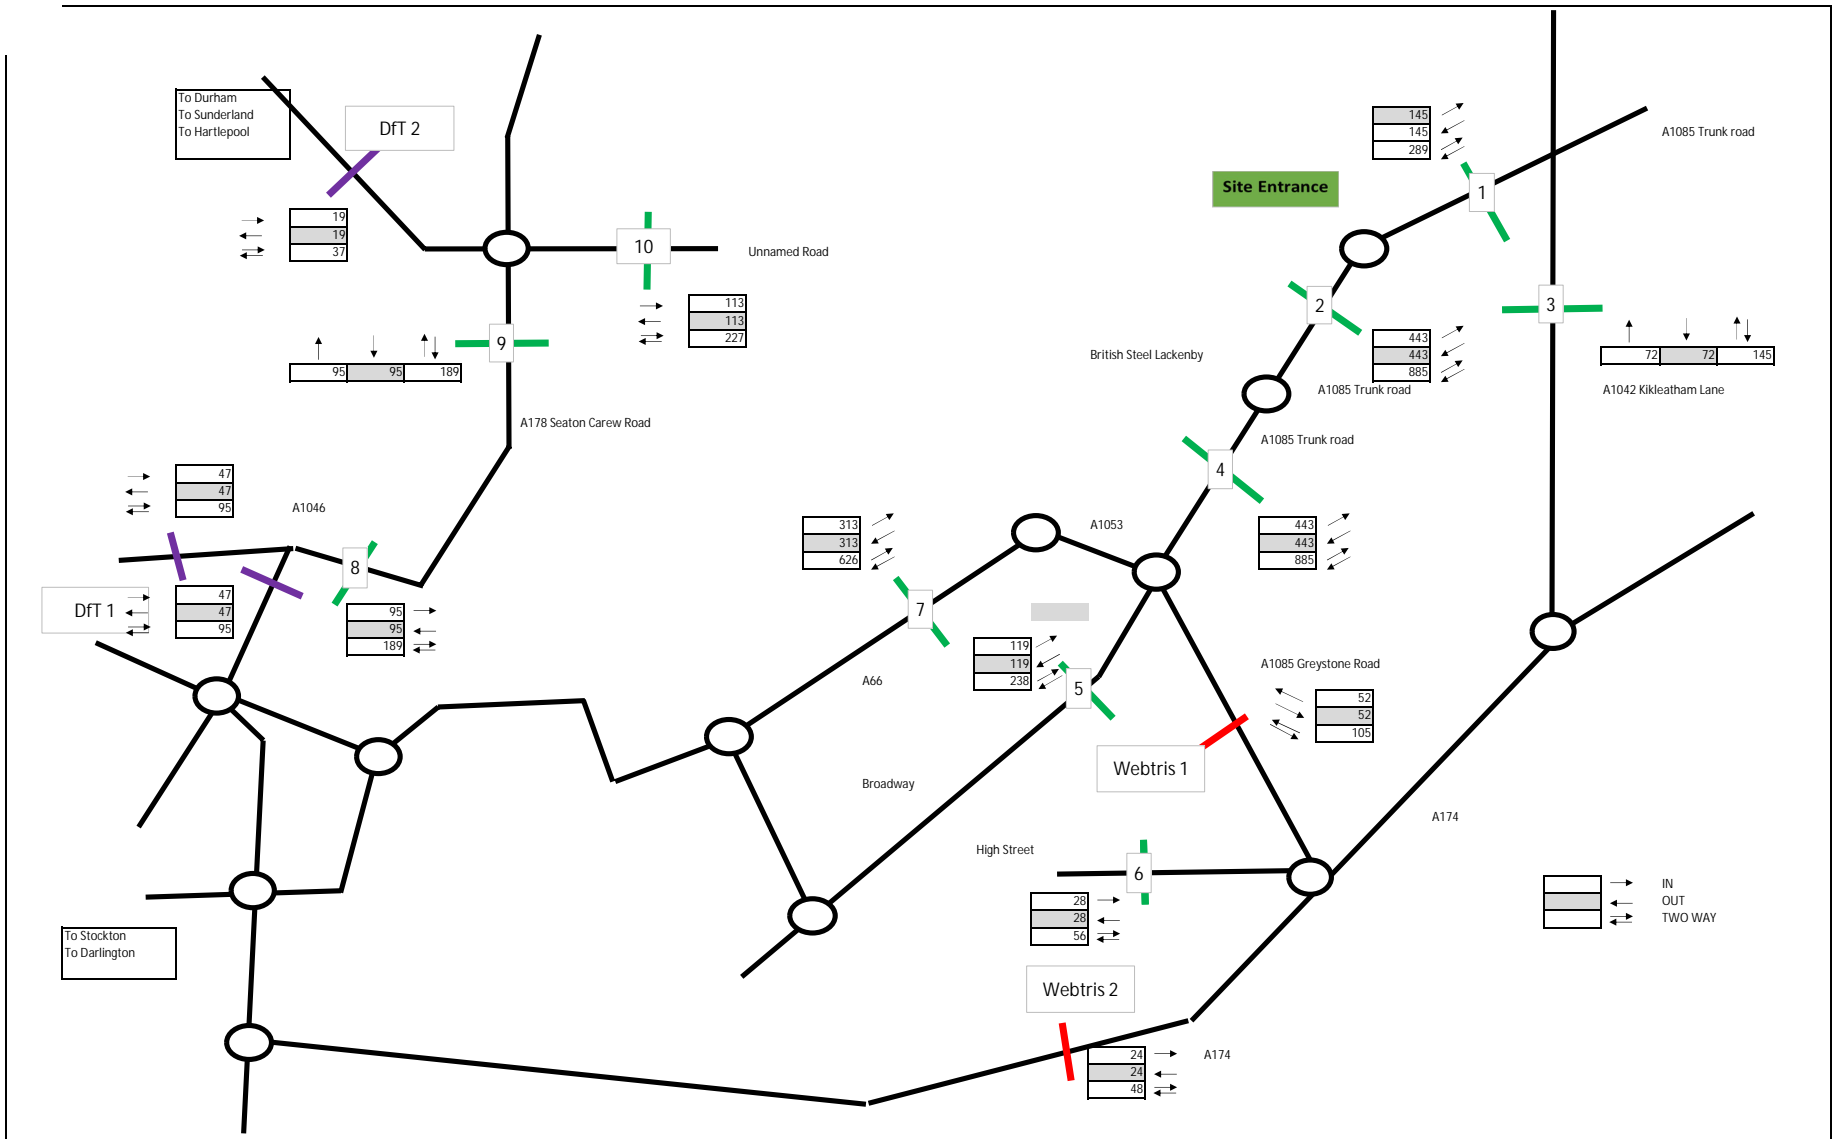 To Durham
To Sunderland
To Hartlepool
DfT 2
19
19
37
10
Unnamed Road
113
113
227
9
95 95 189
A178 Seaton Carew Road
145
145
289
A1085 Trunk road
Site Entrance
1
2
3
443
443
885
British Steel Lackenby
A1085 Trunk road
72 72 145
A1042 Kikleatham Lane
A1085 Trunk road
4
443
443
885
47
47
95
A1046
8
DfT 1
47
47
95
95
95
189
313
313
626
A1053
7
119
119
238
5
A66
A1085 Greystone Road
52
52
105
Webtris 1
Broadway
A174
High Street
6
28
28
56
IN
OUT
TWO WAY
To Stockton
To Darlington
Webtris 2
24
24
48
A174